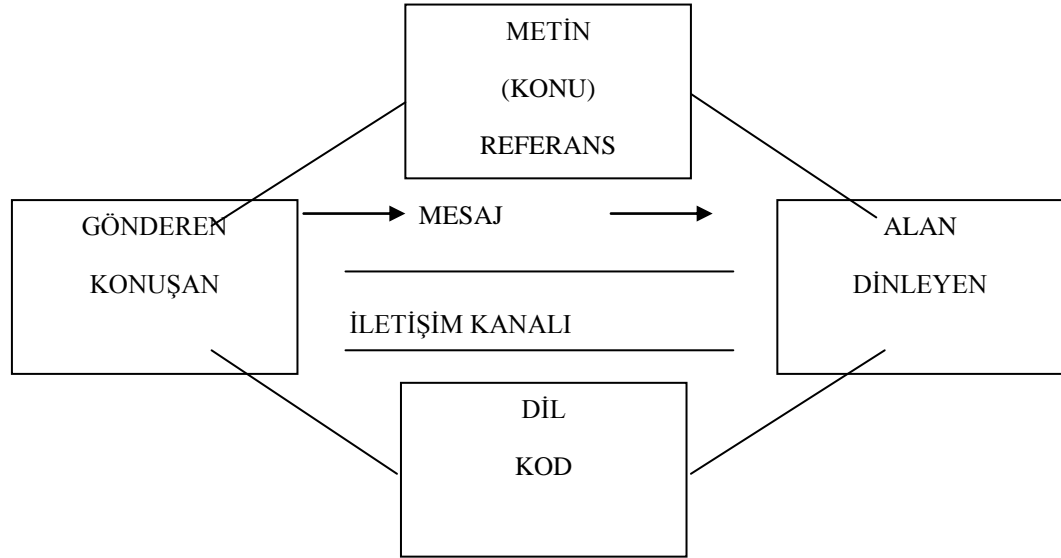 METİN
(KONU)
REFERANS
GÖNDEREN
KONUŞAN
MESAJ
ALAN
DİNLEYEN
İLETİŞİM KANALI
DİL
KOD